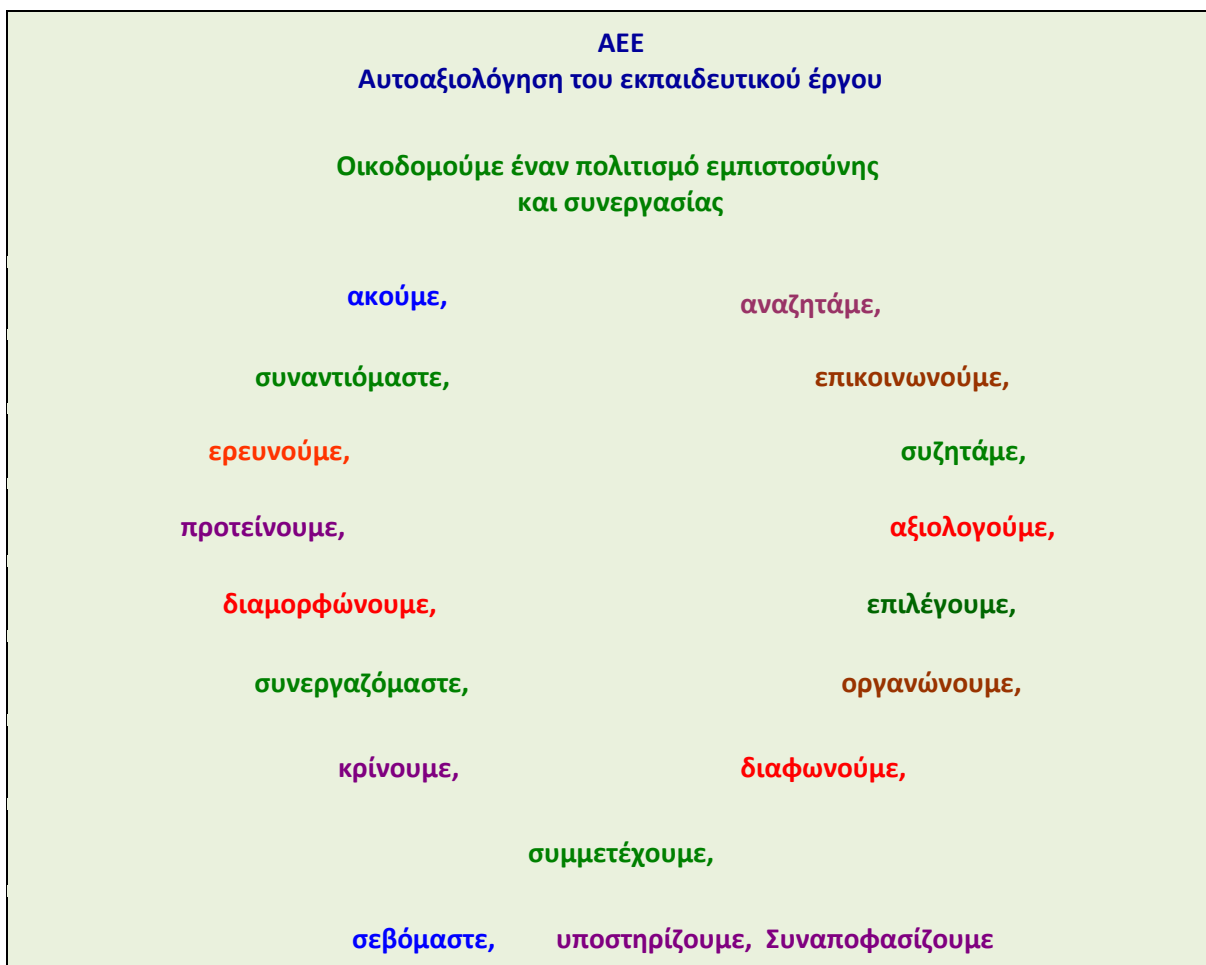 ΑΕΕ
Αυτοαξιολόγηση του εκπαιδευτικού έργου
Οικοδομούμε έναν πολιτισμό εμπιστοσύνης
και συνεργασίας
ακούμε, αναζητάμε,
συναντιόμαστε, επικοινωνούμε,
ερευνούμε, συζητάμε,
προτείνουμε, αξιολογούμε,
διαμορφώνουμε, επιλέγουμε,
συνεργαζόμαστε, οργανώνουμε,
κρίνουμε, διαφωνούμε,
συμμετέχουμε,
σεβόμαστε, υποστηρίζουμε, Συναποφασίζουμε